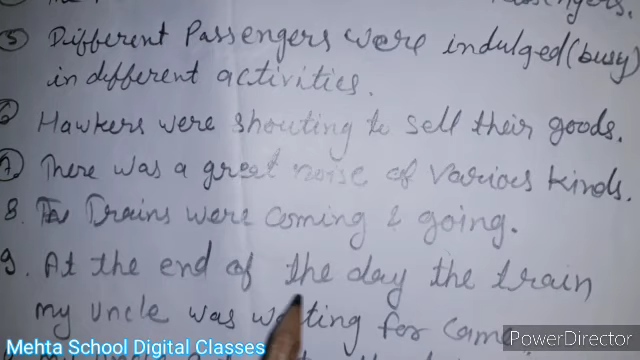 Passengers.
5 Different Passengers were indulged (busy)
in different activities.
6 Hawkers were shouting to sell their goods.
7. There was a great noise of various kinds.
8. Trains were coming & going.
9. At the end of the day the train
my uncle was waiting for came.
PowerDirector
Mehta School Digital Classes